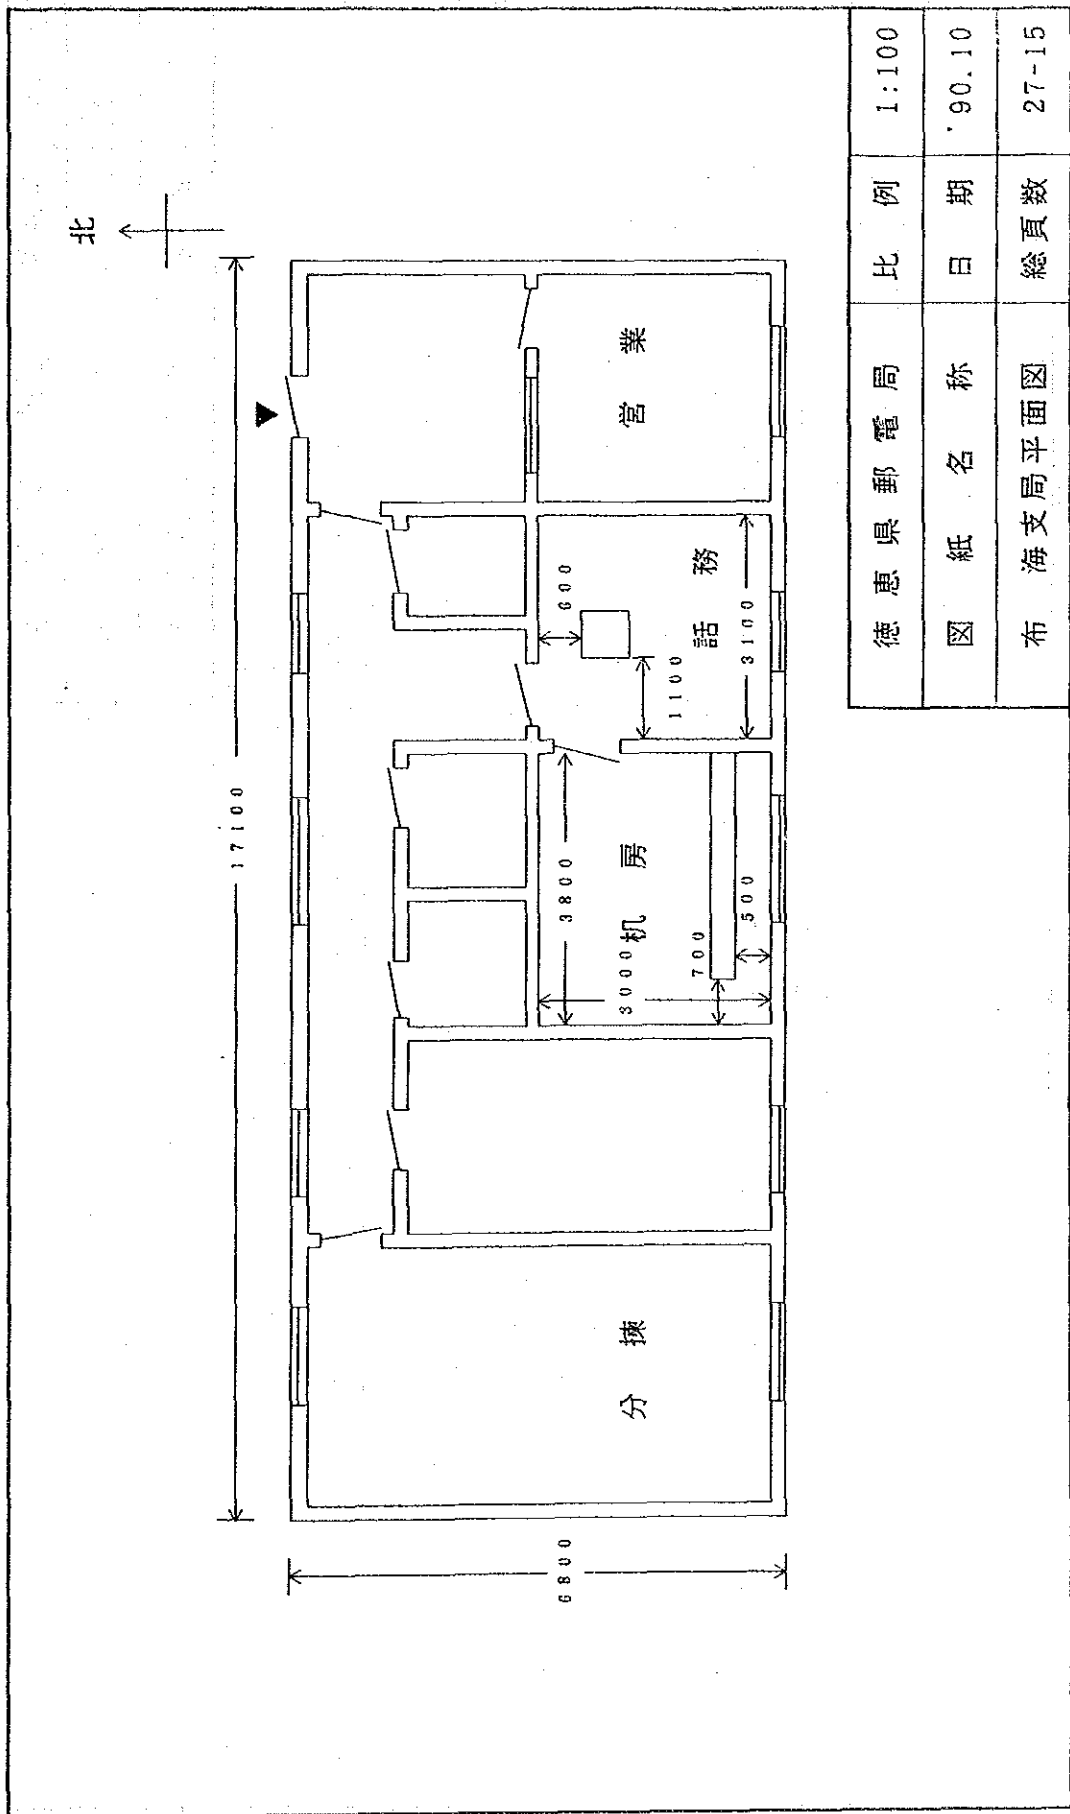 北
17100
6800
分揀
机房
3800
3000
700
500
話務
600
1100
3100
営業
徳恵県郵電局 比例 1:100
図紙名称 日期 '90.10
布海支局平面図 総頁数 27-15